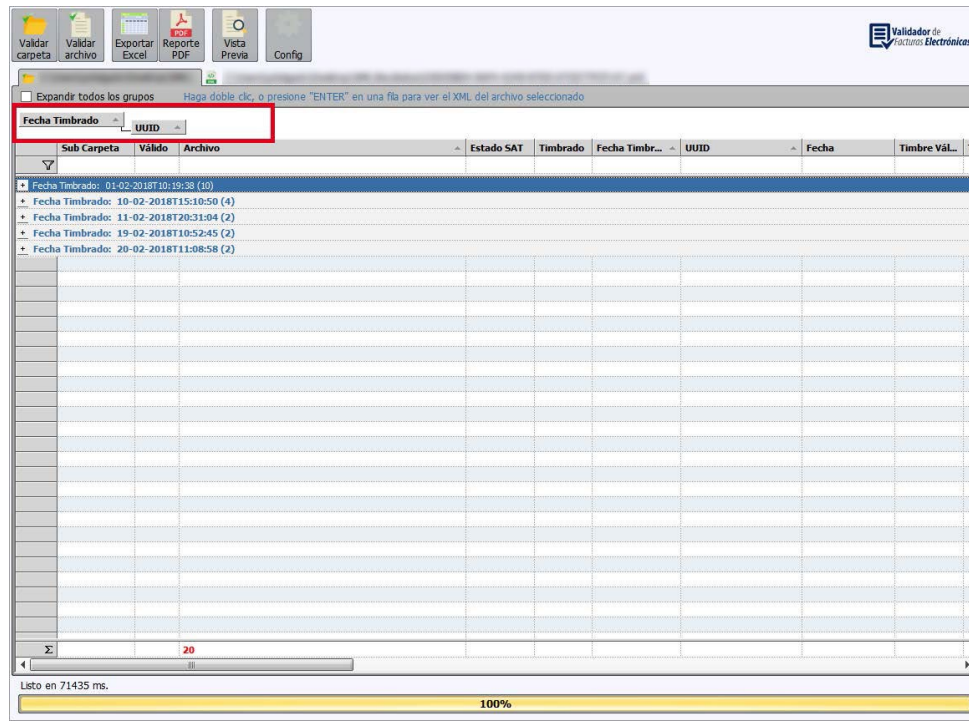 Validar carpeta
Validar archivo
Exportar Excel
Reporte PDF
Vista Previa
Config
Validador de Facturas Electrónicas
Expandir todos los grupos
Haga doble clic, o presione "ENTER" en una fila para ver el XML del archivo seleccionado
Fecha Timbrado
UUID
Sub Carpeta Válido Archivo Estado SAT Timbrado Fecha Timbr... UUID Fecha Timbre Vál...
Fecha Timbrado: 01-02-2018T10:19:38 (10)
Fecha Timbrado: 10-02-2018T15:10:50 (4)
Fecha Timbrado: 11-02-2018T20:31:04 (2)
Fecha Timbrado: 19-02-2018T10:52:45 (2)
Fecha Timbrado: 20-02-2018T11:08:58 (2)
Σ 20
Listo en 71435 ms.
100%